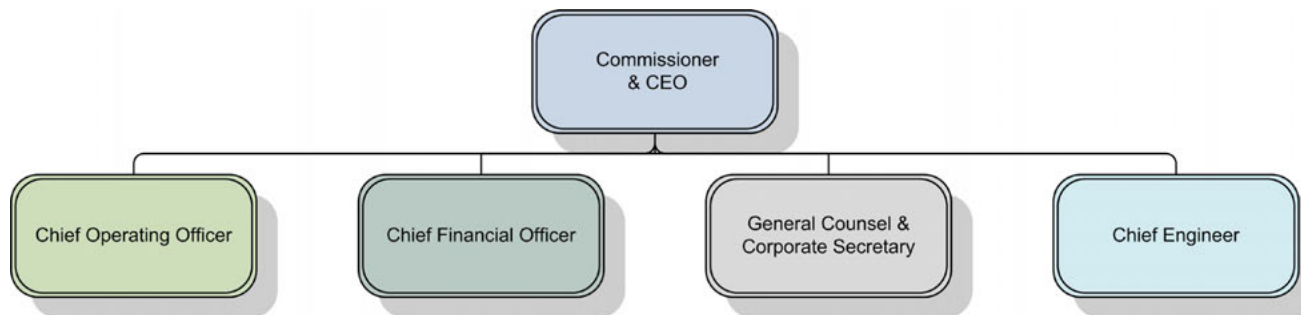 Commissioner
& CEO
Chief Operating Officer
Chief Financial Officer
General Counsel &
Corporate Secretary
Chief Engineer